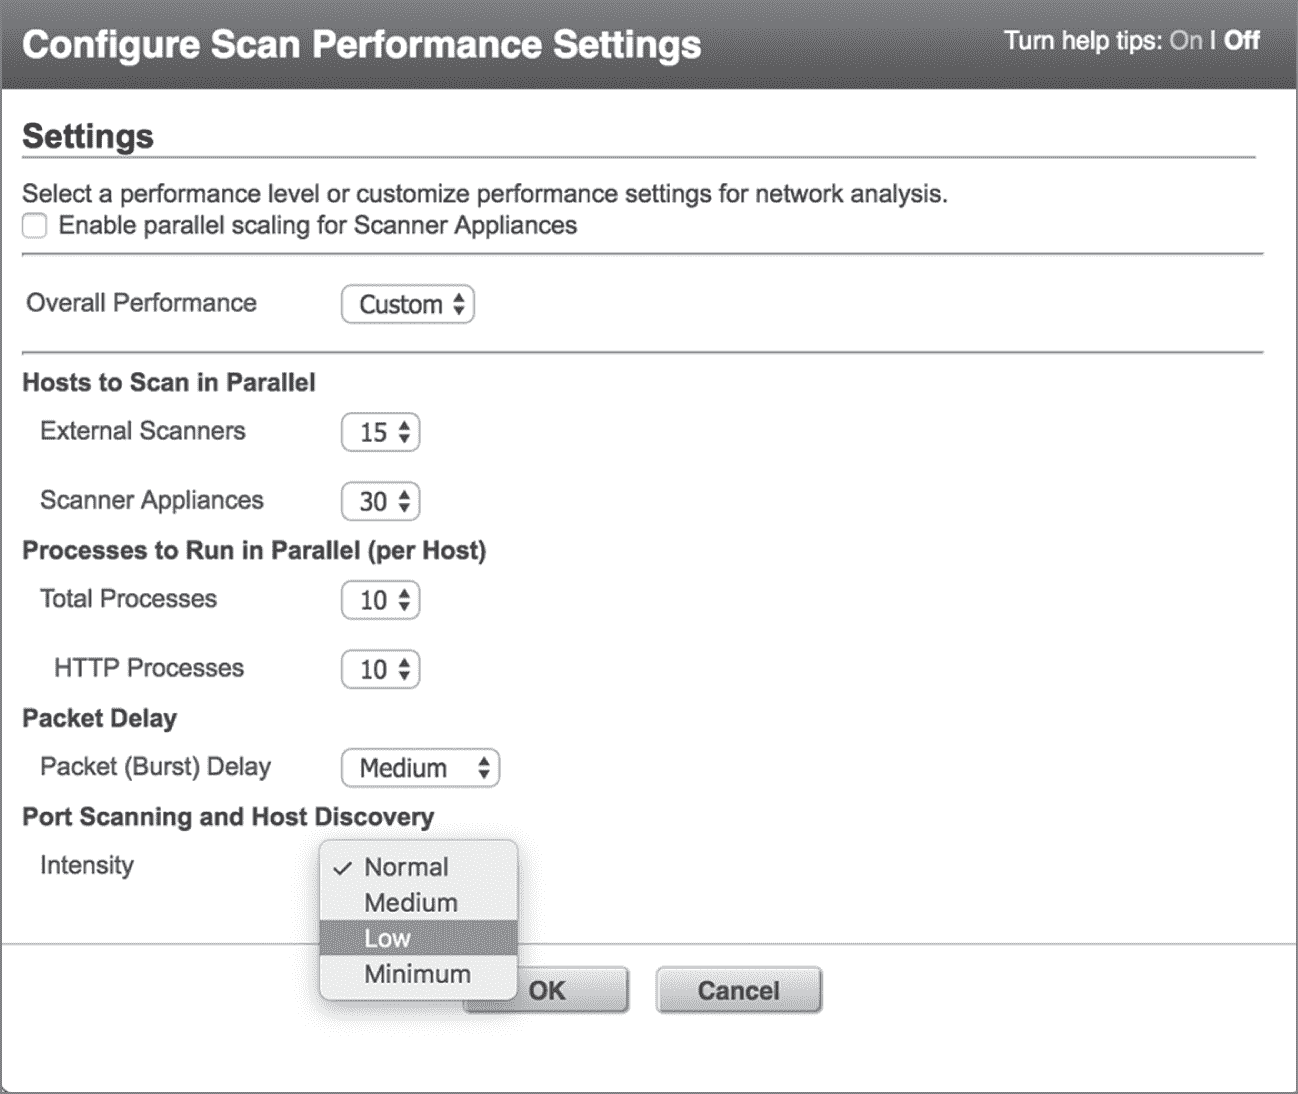 Configure Scan Performance Settings
Turn help tips: On | Off
Settings
Select a performance level or customize performance settings for network analysis.
Enable parallel scaling for Scanner Appliances
Overall Performance Custom
Hosts to Scan in Parallel
External Scanners 15
Scanner Appliances 30
Processes to Run in Parallel (per Host)
Total Processes 10
HTTP Processes 10
Packet Delay
Packet (Burst) Delay Medium
Port Scanning and Host Discovery
Intensity ✓ Normal
Medium
Low
Minimum
OK Cancel